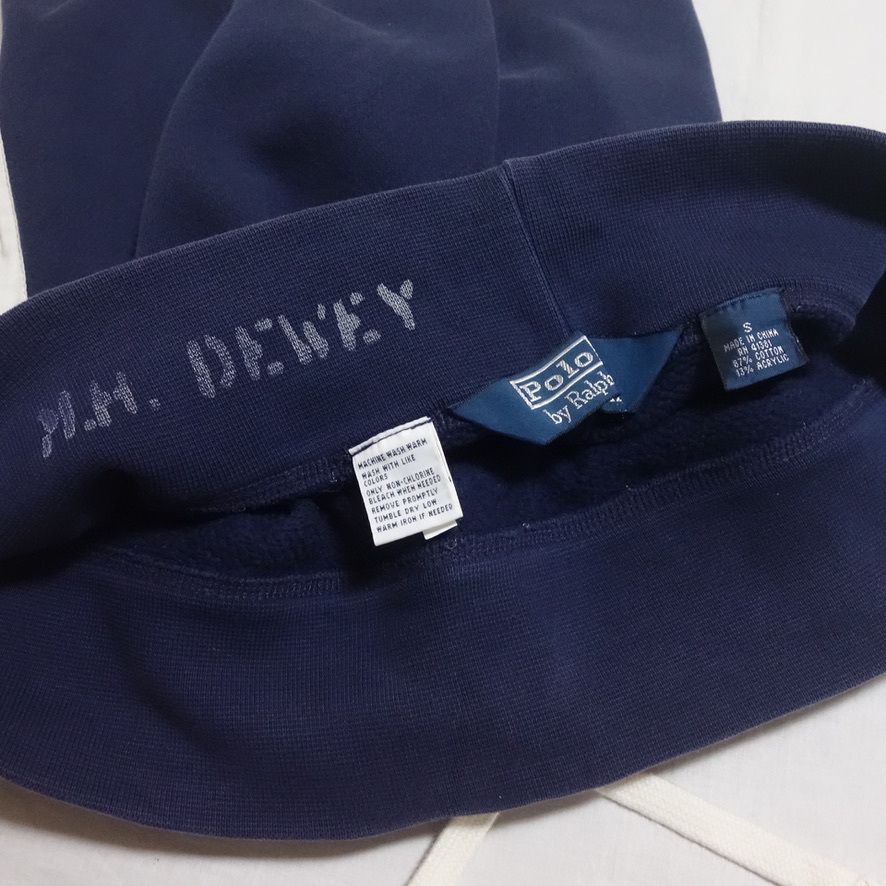 H.H. DEWEY
Polo
by Ralph
S
MADE IN CHINA
RN 41381
87% COTTON
13% ACRYLIC
MACHINE WASH WARM
WASH WITH LIKE
COLORS
ONLY NON-CHLORINE
BLEACH WHEN NEEDED
REMOVE PROMPTLY
TUMBLE DRY LOW
WARM IRON IF NEEDED